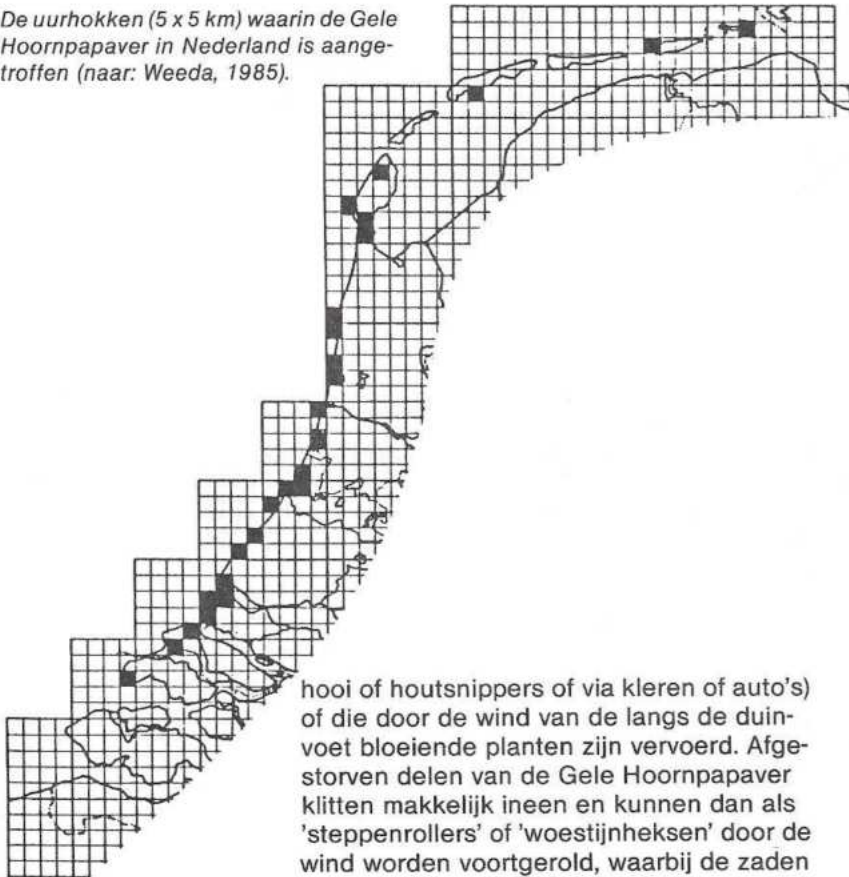 De uurhokken (5 x 5 km) waarin de Gele
Hoornpapaver in Nederland is aange-
troffen (naar: Weeda, 1985).
hooi of houtsnippers of via kleren of auto's)
of die door de wind van de langs de duin-
voet bloeiende planten zijn vervoerd. Afge-
storven delen van de Gele Hoornpapaver
klitten makkelijk ineen en kunnen dan als
'steppenrollers' of 'woestijnheksen' door de
wind worden voortgerold, waarbij de zaden